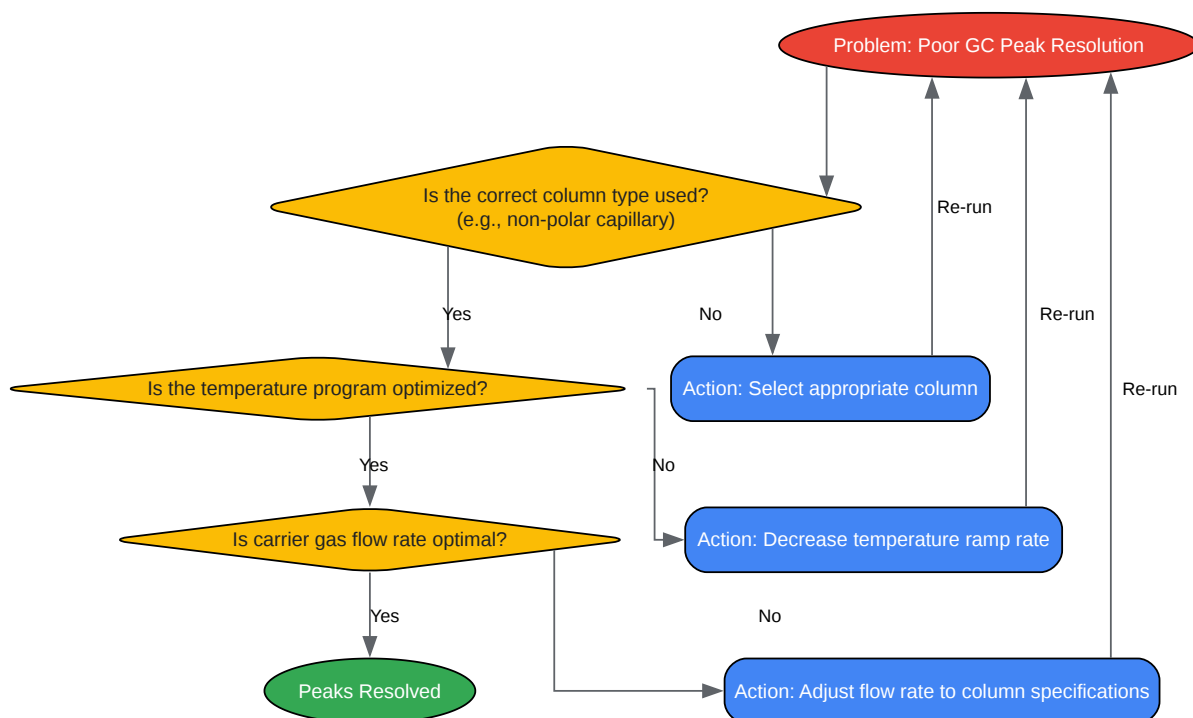 Problem: Poor GC Peak Resolution
Is the correct column type used?
(e.g., non-polar capillary)
Re-run
Yes
No
Re-run
Is the temperature program optimized?
Action: Select appropriate column
Re-run
Yes
No
Is carrier gas flow rate optimal?
Action: Decrease temperature ramp rate
Yes
No
Peaks Resolved
Action: Adjust flow rate to column specifications